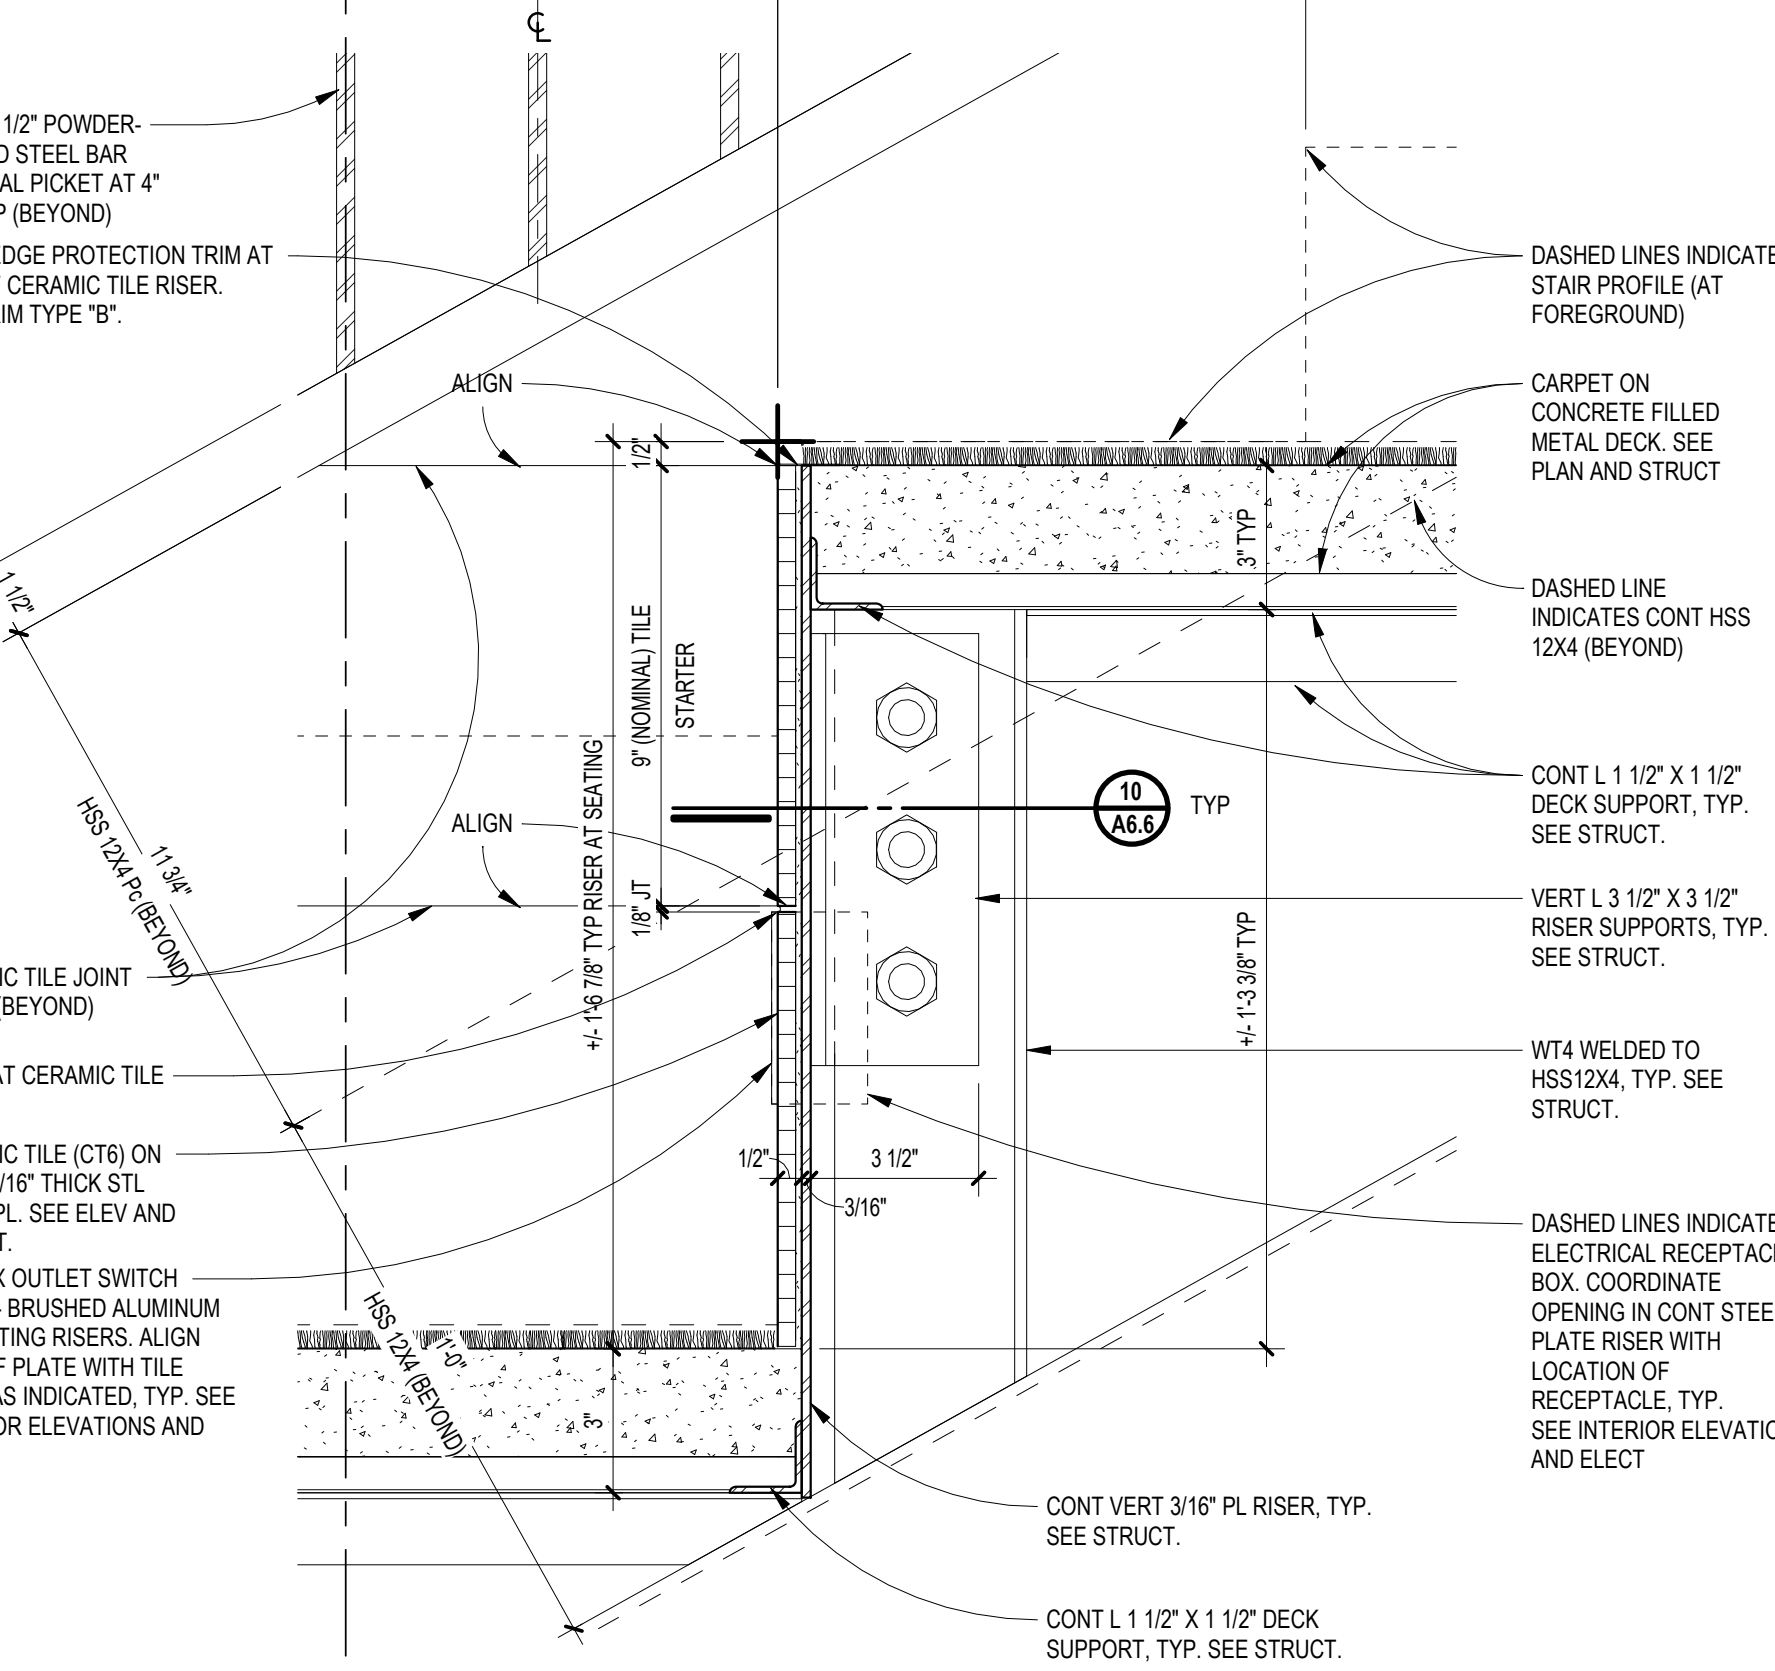 ℄
1/2" POWDER-
D STEEL BAR
AL PICKET AT 4"
P (BEYOND)
EDGE PROTECTION TRIM AT
CERAMIC TILE RISER.
IM TYPE "B".
ALIGN
1/2"
9" (NOMINAL) TILE
STARTER
+/- 1'-6 7/8" TYP RISER AT SEATING
ALIGN
1/8" JT
1 1/2"
11 3/4"
HSS 12X4 Pc (BEYOND)
IC TILE JOINT
(BEYOND)
AT CERAMIC TILE
IC TILE (CT6) ON
/16" THICK STL
PL. SEE ELEV AND
T.
X OUTLET SWITCH
- BRUSHED ALUMINUM
TING RISERS. ALIGN
F PLATE WITH TILE
AS INDICATED, TYP. SEE
OR ELEVATIONS AND
1'-0"
HSS 12X4 (BEYOND)
3"
1/2"
3 1/2"
3/16"
10
A6.6
TYP
3" TYP
+/- 1'-3 3/8" TYP
DASHED LINES INDICATE
STAIR PROFILE (AT
FOREGROUND)
CARPET ON
CONCRETE FILLED
METAL DECK. SEE
PLAN AND STRUCT
DASHED LINE
INDICATES CONT HSS
12X4 (BEYOND)
CONT L 1 1/2" X 1 1/2"
DECK SUPPORT, TYP.
SEE STRUCT.
VERT L 3 1/2" X 3 1/2"
RISER SUPPORTS, TYP.
SEE STRUCT.
WT4 WELDED TO
HSS12X4, TYP. SEE
STRUCT.
DASHED LINES INDICATE
ELECTRICAL RECEPTACL
BOX. COORDINATE
OPENING IN CONT STEE
PLATE RISER WITH
LOCATION OF
RECEPTACLE, TYP.
SEE INTERIOR ELEVATIO
AND ELECT
CONT VERT 3/16" PL RISER, TYP.
SEE STRUCT.
CONT L 1 1/2" X 1 1/2" DECK
SUPPORT, TYP. SEE STRUCT.